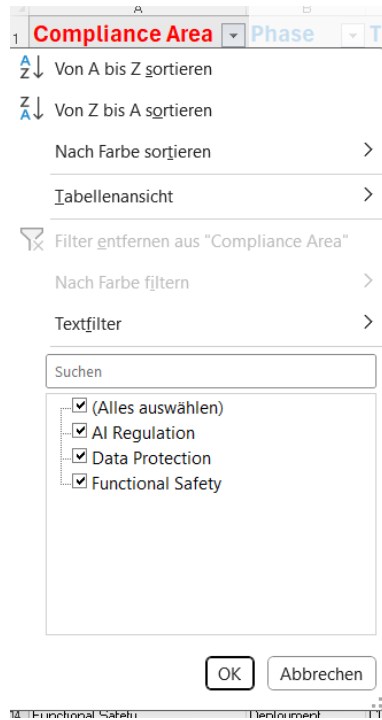 A B
1 Compliance Area Phase T
Von A bis Z sortieren
Von Z bis A sortieren
Nach Farbe sortieren
Tabellenansicht
Filter entfernen aus "Compliance Area"
Nach Farbe filtern
Textfilter
Suchen
(Alles auswählen)
AI Regulation
Data Protection
Functional Safety
OK Abbrechen
14 Functional Safety Deployment